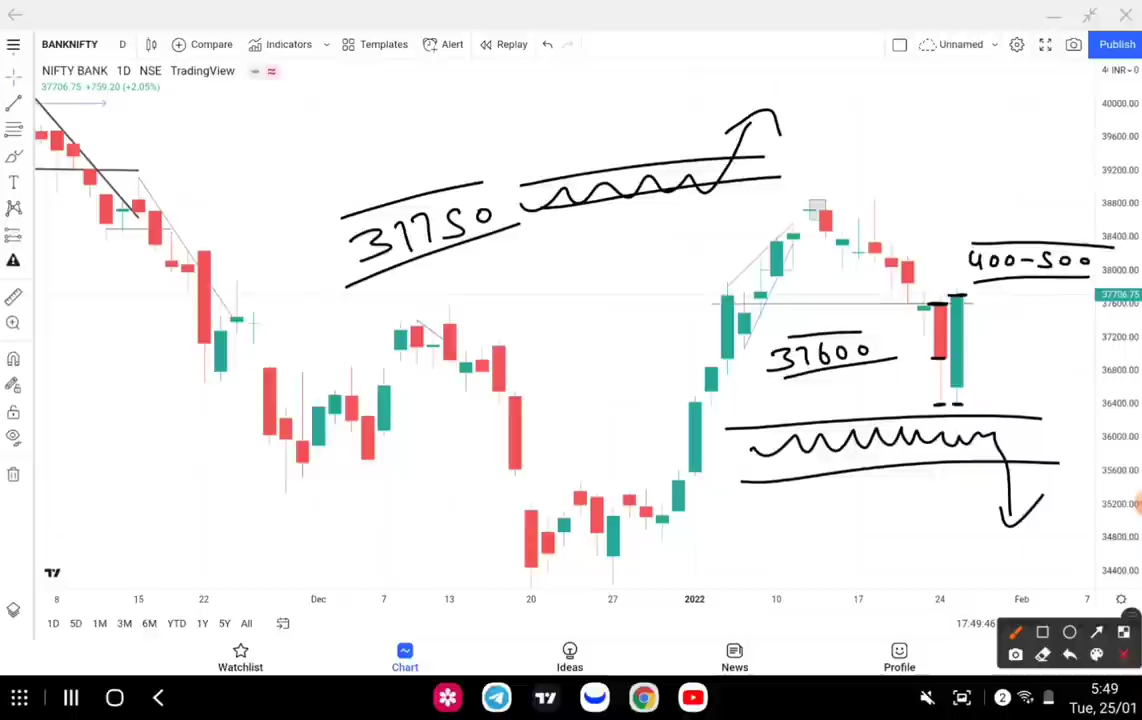 BANKNIFTY D Compare Indicators Templates Alert Replay Unnamed Publish
NIFTY BANK 1D NSE TradingView
37706.75 +759.20 (+2.05%)
INR
40000.00
39600.00
39200.00
38800.00
38400.00
38000.00
37706.75
37600.00
37200.00
36800.00
36400.00
36000.00
35600.00
35200.00
34800.00
34400.00
37750
400-500
37600
8 15 22 Dec 7 13 20 27 2022 10 17 24 Feb 7
1D 5D 1M 3M 6M YTD 1Y 5Y All
17:49:46
Watchlist Chart Ideas News Profile
2
5:49
Tue, 25/01